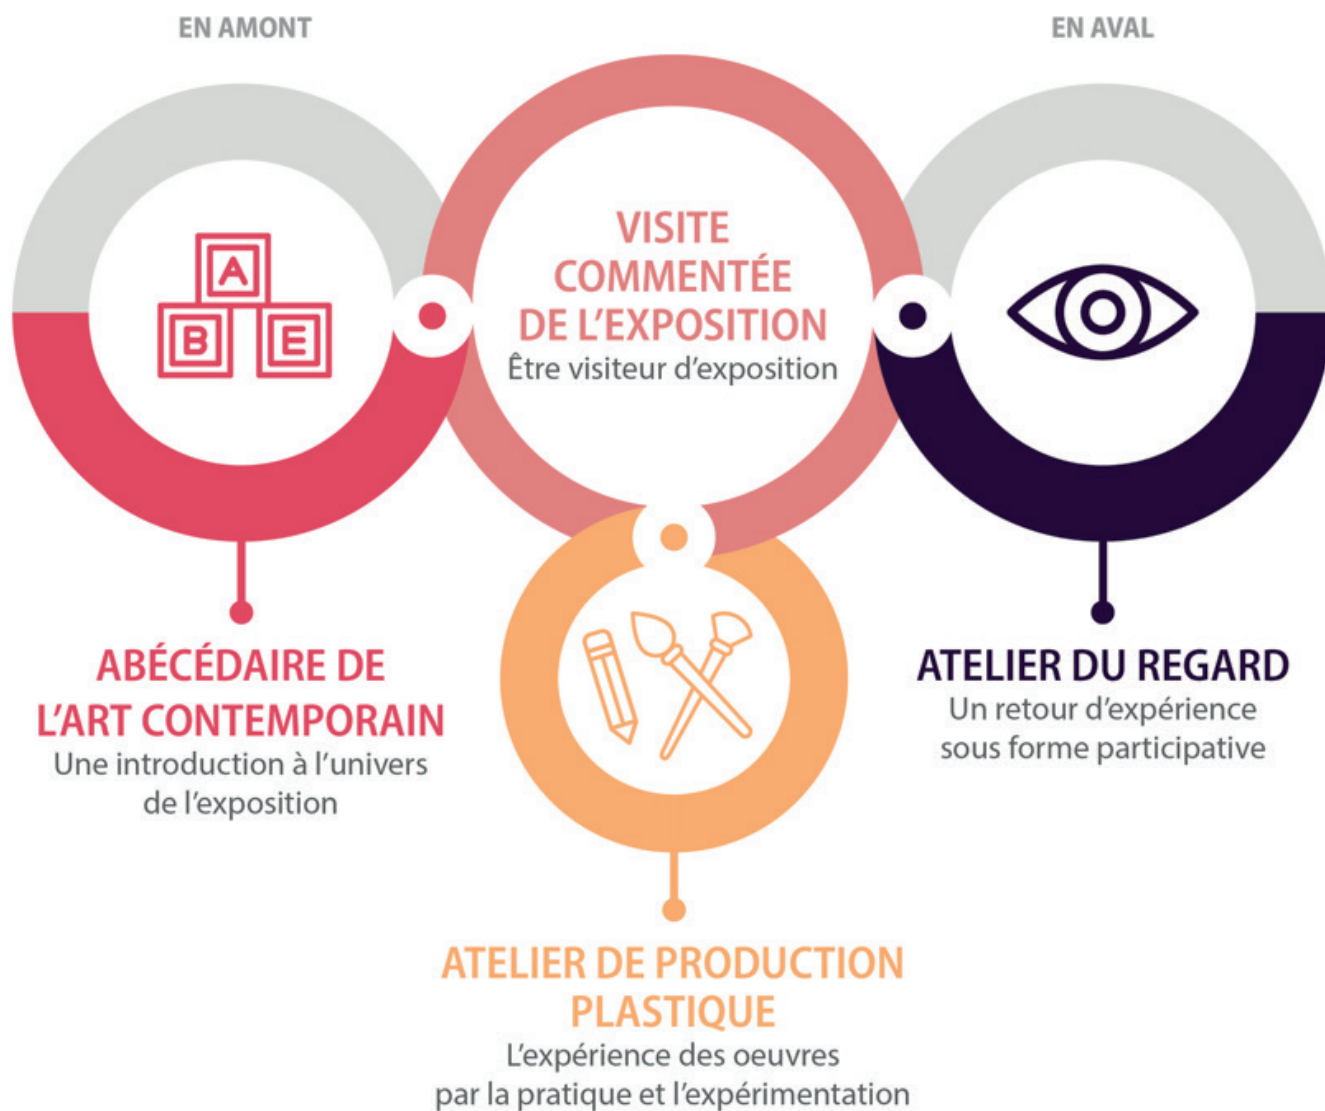 EN AMONT
EN AVAL
A
B E
VISITE
COMMENTÉE
DE L’EXPOSITION
Être visiteur d’exposition
ABÉCÉDAIRE DE
L’ART CONTEMPORAIN
Une introduction à l’univers
de l’exposition
ATELIER DU REGARD
Un retour d’expérience
sous forme participative
ATELIER DE PRODUCTION
PLASTIQUE
L’expérience des oeuvres
par la pratique et l’expérimentation